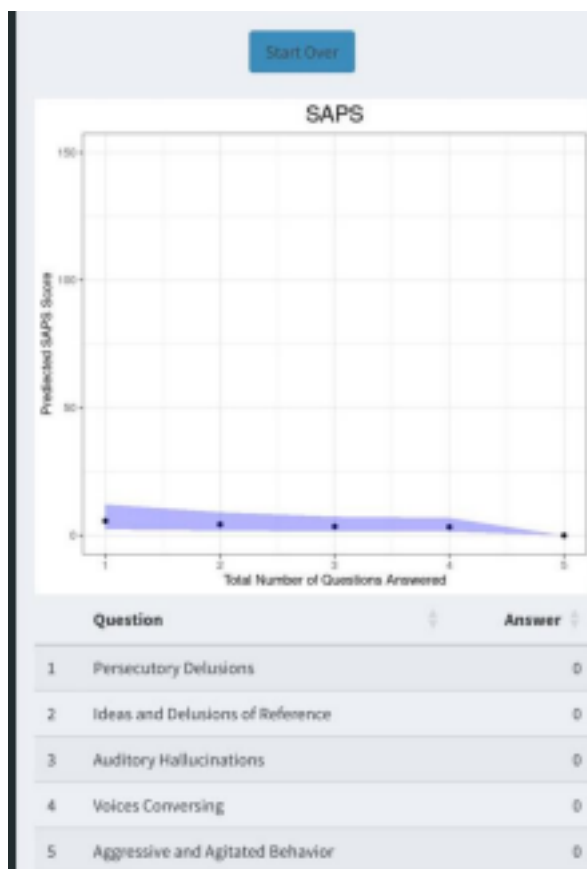 Start Over
SAPS
150
100
50
0
Predicted SAPS Score
1 2 3 4 5
Total Number of Questions Answered
Question Answer
1 Persecutory Delusions 0
2 Ideas and Delusions of Reference 0
3 Auditory Hallucinations 0
4 Voices Conversing 0
5 Aggressive and Agitated Behavior 0